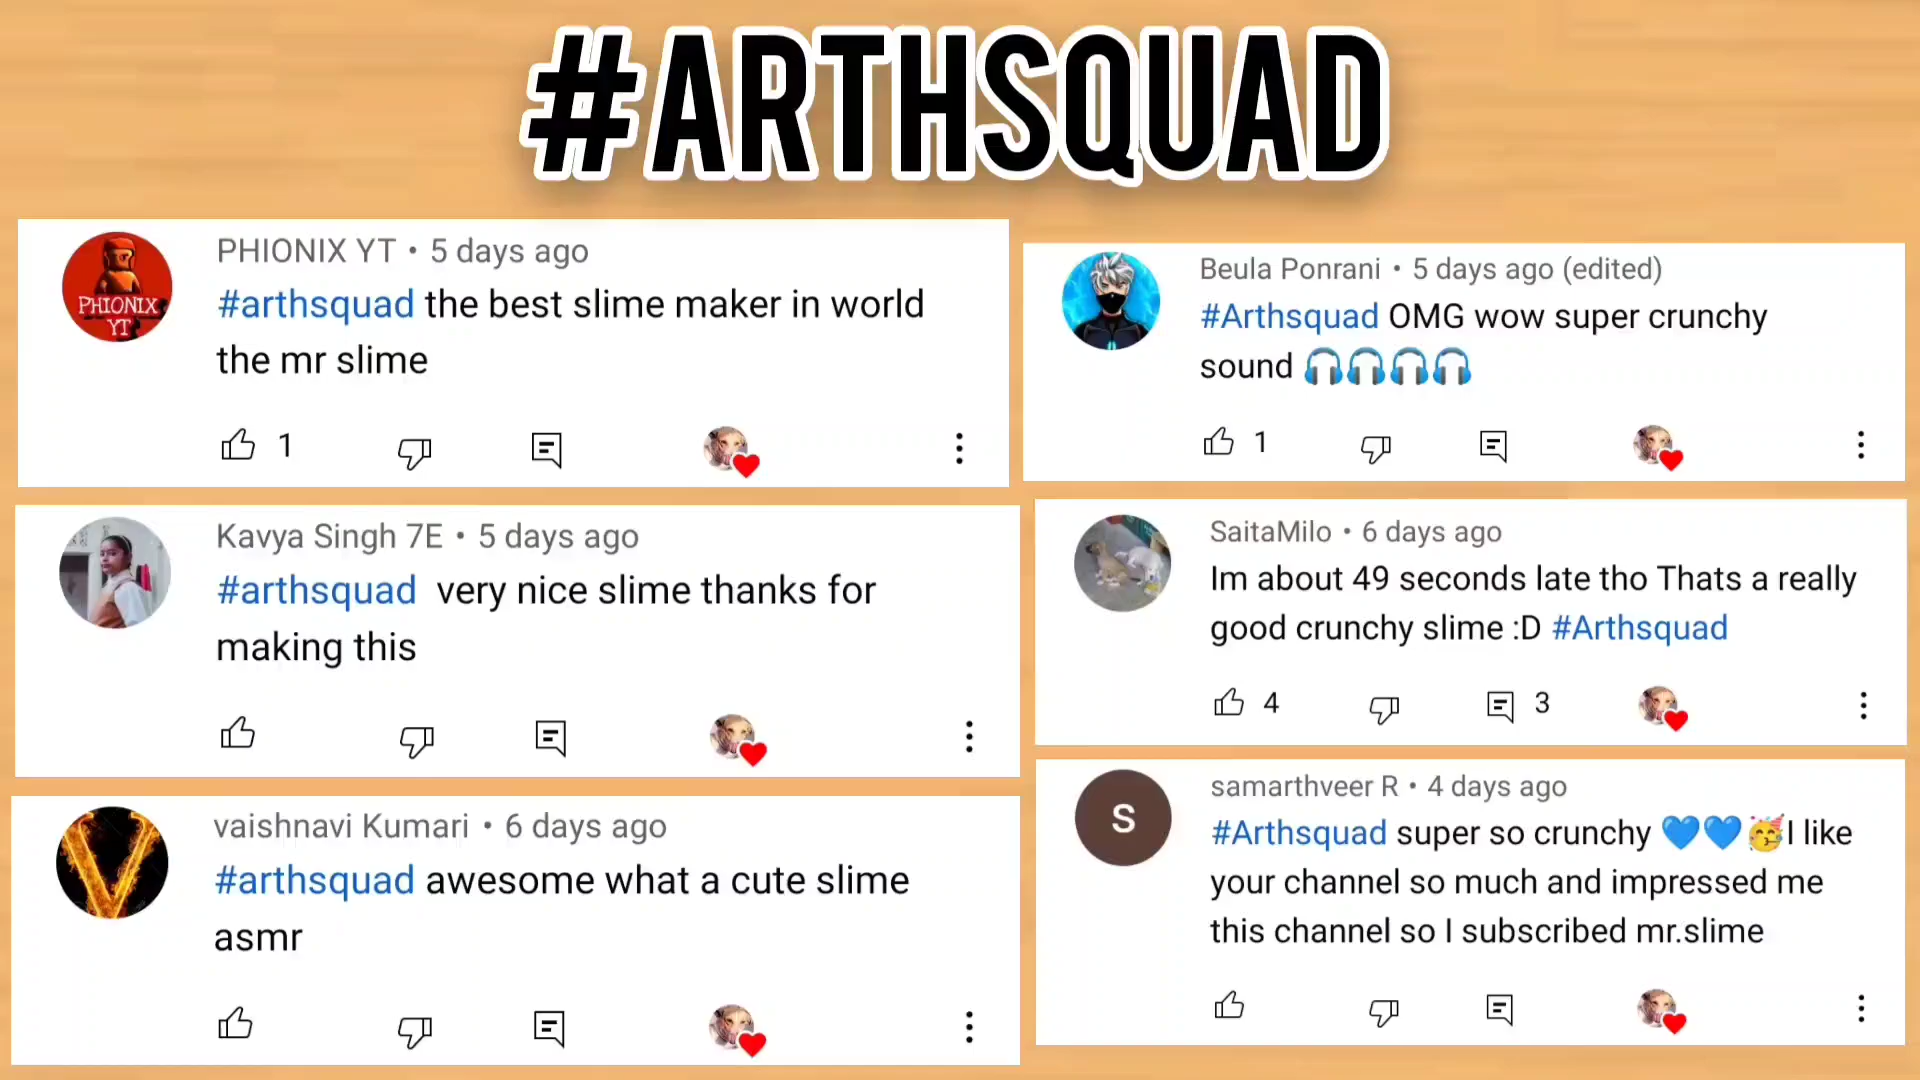 #ARTHSQUAD
PHIONIX YT
PHIONIX YT • 5 days ago
#arthsquad the best slime maker in world
the mr slime
1
Kavya Singh 7E • 5 days ago
#arthsquad very nice slime thanks for
making this
vaishnavi Kumari • 6 days ago
#arthsquad awesome what a cute slime
asmr
Beula Ponrani • 5 days ago (edited)
#Arthsquad OMG wow super crunchy
sound 🎧🎧🎧🎧
1
SaitaMilo • 6 days ago
Im about 49 seconds late tho Thats a really
good crunchy slime :D #Arthsquad
4 3
S
samarthveer R • 4 days ago
#Arthsquad super so crunchy 💙💙🥳I like
your channel so much and impressed me
this channel so I subscribed mr.slime